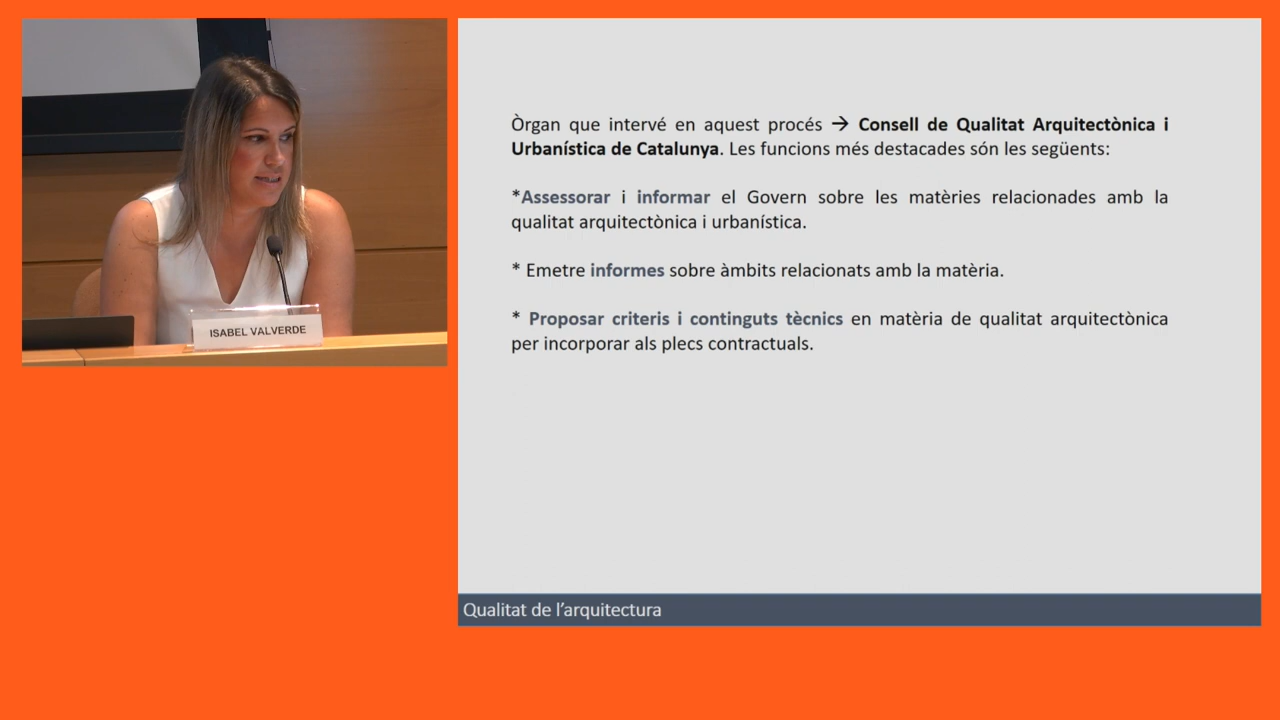 ISABEL VALVERDE
Òrgan que intervé en aquest procés → Consell de Qualitat Arquitectònica i
Urbanística de Catalunya. Les funcions més destacades són les següents:
*Assessorar i informar el Govern sobre les matèries relacionades amb la
qualitat arquitectònica i urbanística.
* Emetre informes sobre àmbits relacionats amb la matèria.
* Proposar criteris i continguts tècnics en matèria de qualitat arquitectònica
per incorporar als plecs contractuals.
Qualitat de l’arquitectura